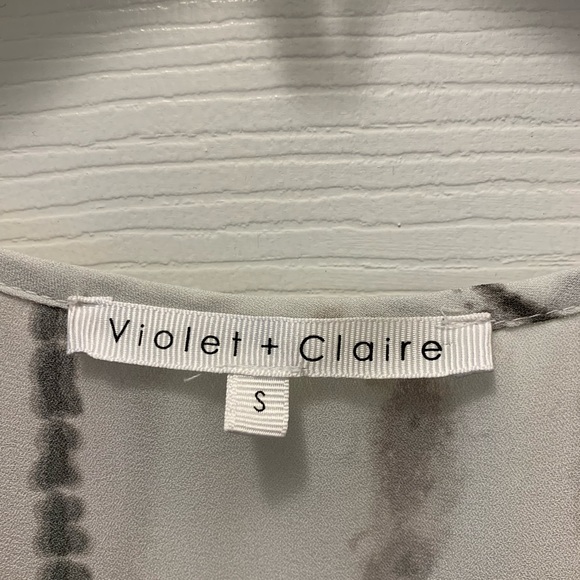 Violet + Claire
S